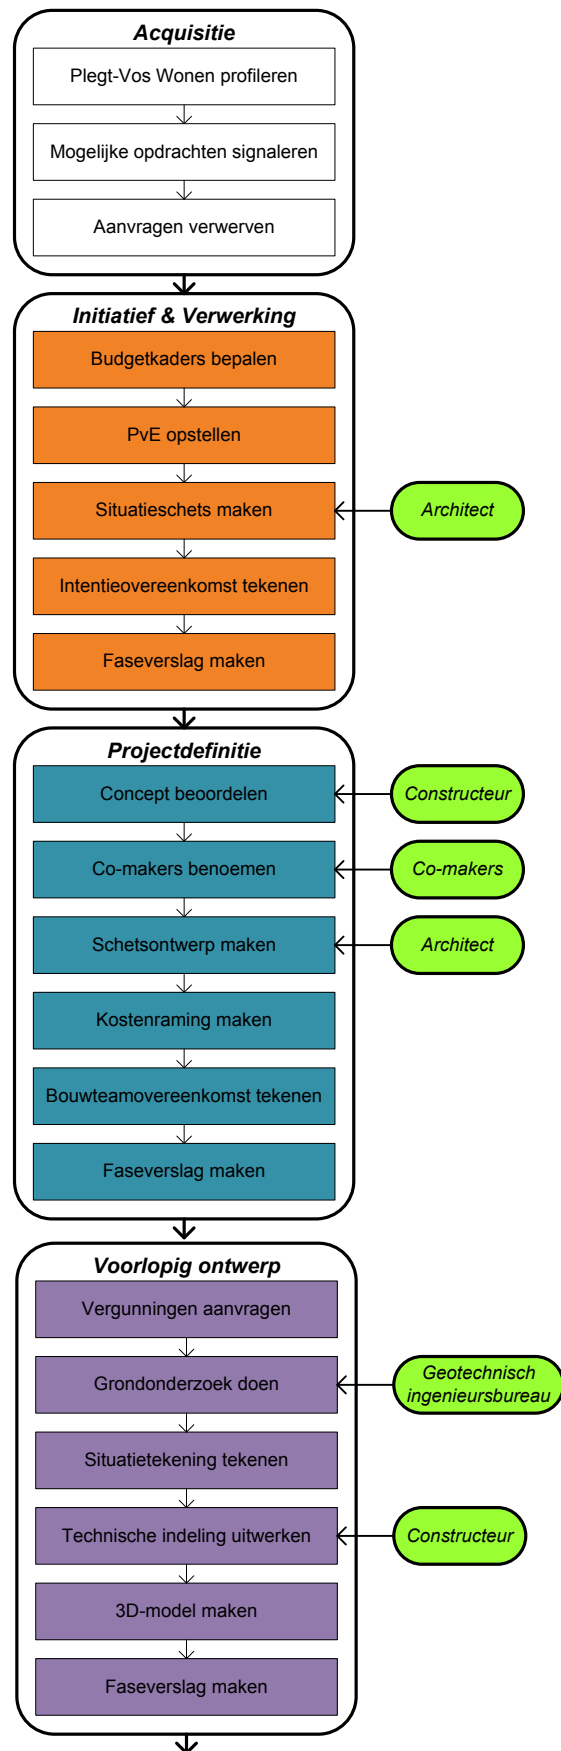 Acquisitie
Plegt-Vos Wonen profileren
Mogelijke opdrachten signaleren
Aanvragen verwerven
Initiatief & Verwerking
Budgetkaders bepalen
PvE opstellen
Situatieschets maken
Architect
Intentieovereenkomst tekenen
Faseverslag maken
Projectdefinitie
Concept beoordelen
Constructeur
Co-makers benoemen
Co-makers
Schetsontwerp maken
Architect
Kostenraming maken
Bouwteamovereenkomst tekenen
Faseverslag maken
Voorlopig ontwerp
Vergunningen aanvragen
Grondonderzoek doen
Geotechnisch
ingenieursbureau
Situatietekening tekenen
Technische indeling uitwerken
Constructeur
3D-model maken
Faseverslag maken